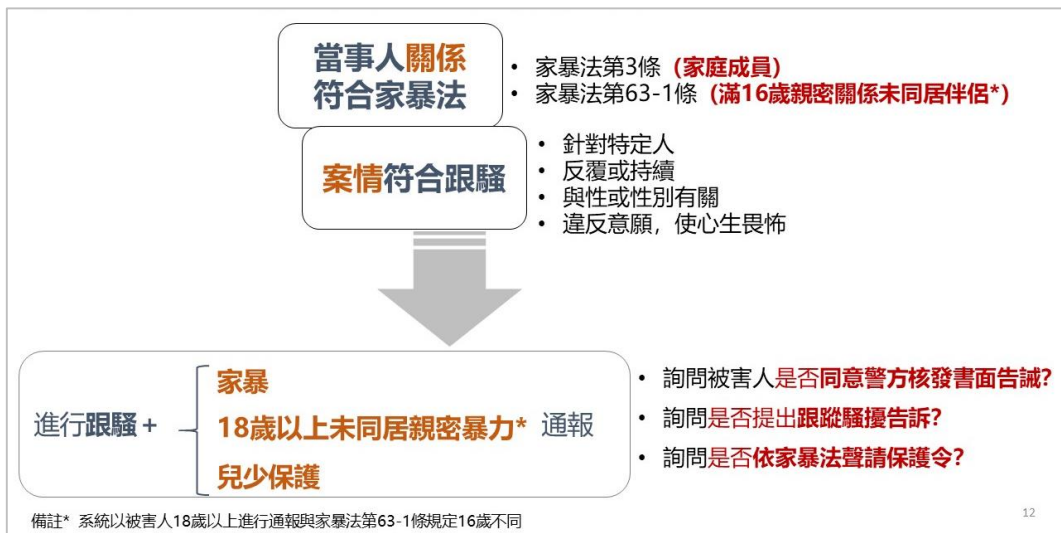 當事人關係
符合家暴法
• 家暴法第3條 (家庭成員)
• 家暴法第63-1條 (滿16歲親密關係未同居伴侶*)
案情符合跟騷
• 針對特定人
• 反覆或持續
• 與性或性別有關
• 違反意願，使心生畏怖
進行跟騷 +
家暴
18歲以上未同居親密暴力*
兒少保護
通報
• 詢問被害人是否同意警方核發書面告誡?
• 詢問是否提出跟蹤騷擾告訴?
• 詢問是否依家暴法聲請保護令?
備註* 系統以被害人18歲以上進行通報與家暴法第63-1條規定16歲不同
12